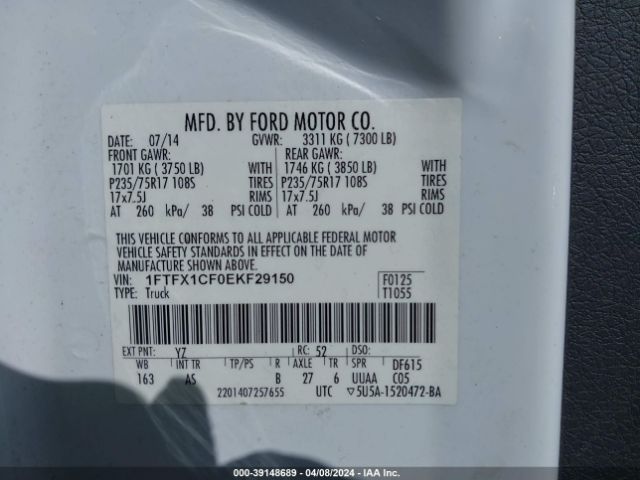 MFD. BY FORD MOTOR CO.
DATE: 07/14 GVWR: 3311 KG ( 7300 LB)
FRONT GAWR: REAR GAWR:
1701 KG ( 3750 LB) WITH 1746 KG ( 3850 LB) WITH
P235/75R17 108S TIRES P235/75R17 108S TIRES
17x7.5J RIMS 17x7.5J RIMS
AT 260 kPa/ 38 PSI COLD AT 260 kPa/ 38 PSI COLD
THIS VEHICLE CONFORMS TO ALL APPLICABLE FEDERAL MOTOR
VEHICLE SAFETY STANDARDS IN EFFECT ON THE DATE OF
MANUFACTURE SHOWN ABOVE.
VIN: 1FTFX1CF0EKF29150 F0125
TYPE: Truck T1055
EXT PNT: YZ RC: 52 DF615
WB INT TR TP/PS R AXLE TR SPR
163 AS B 27 6 UUAA C05
2201407257655 UTC ▽5U5A-1520472-BA
000-39148689 - 04/08/2024 - IAA Inc.